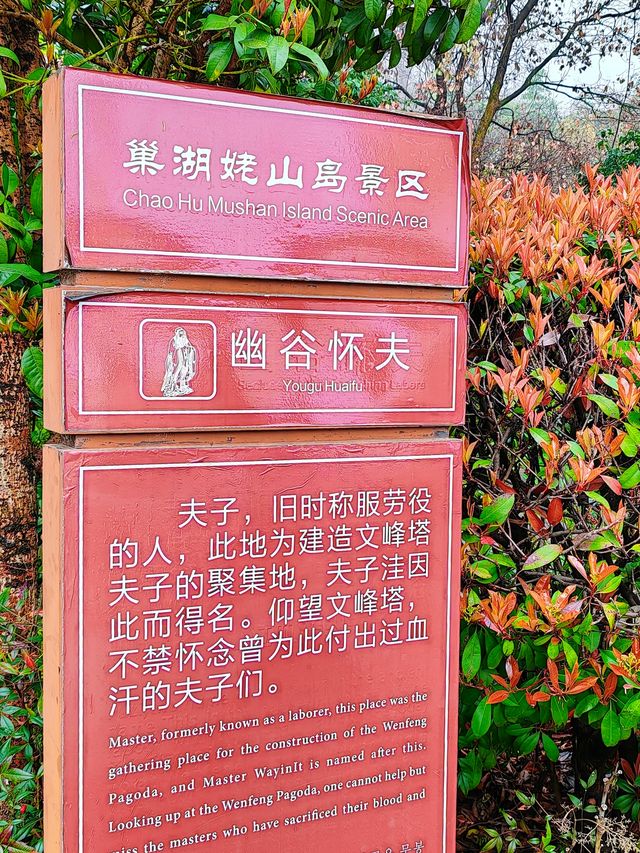 巢湖姥山岛景区
Chao Hu Mushan Island Scenic Area
幽谷怀夫
Yougu Huaifu
夫子，旧时称服劳役
的人，此地为建造文峰塔
夫子的聚集地，夫子洼因
此而得名。仰望文峰塔，
不禁怀念曾为此付出过血
汗的夫子们。
Master, formerly known as a laborer, this place was the
gathering place for the construction of the Wenfeng
Pagoda, and Master WayinIt is named after this.
Looking up at the Wenfeng Pagoda, one cannot help but
miss the masters who have sacrificed their blood and